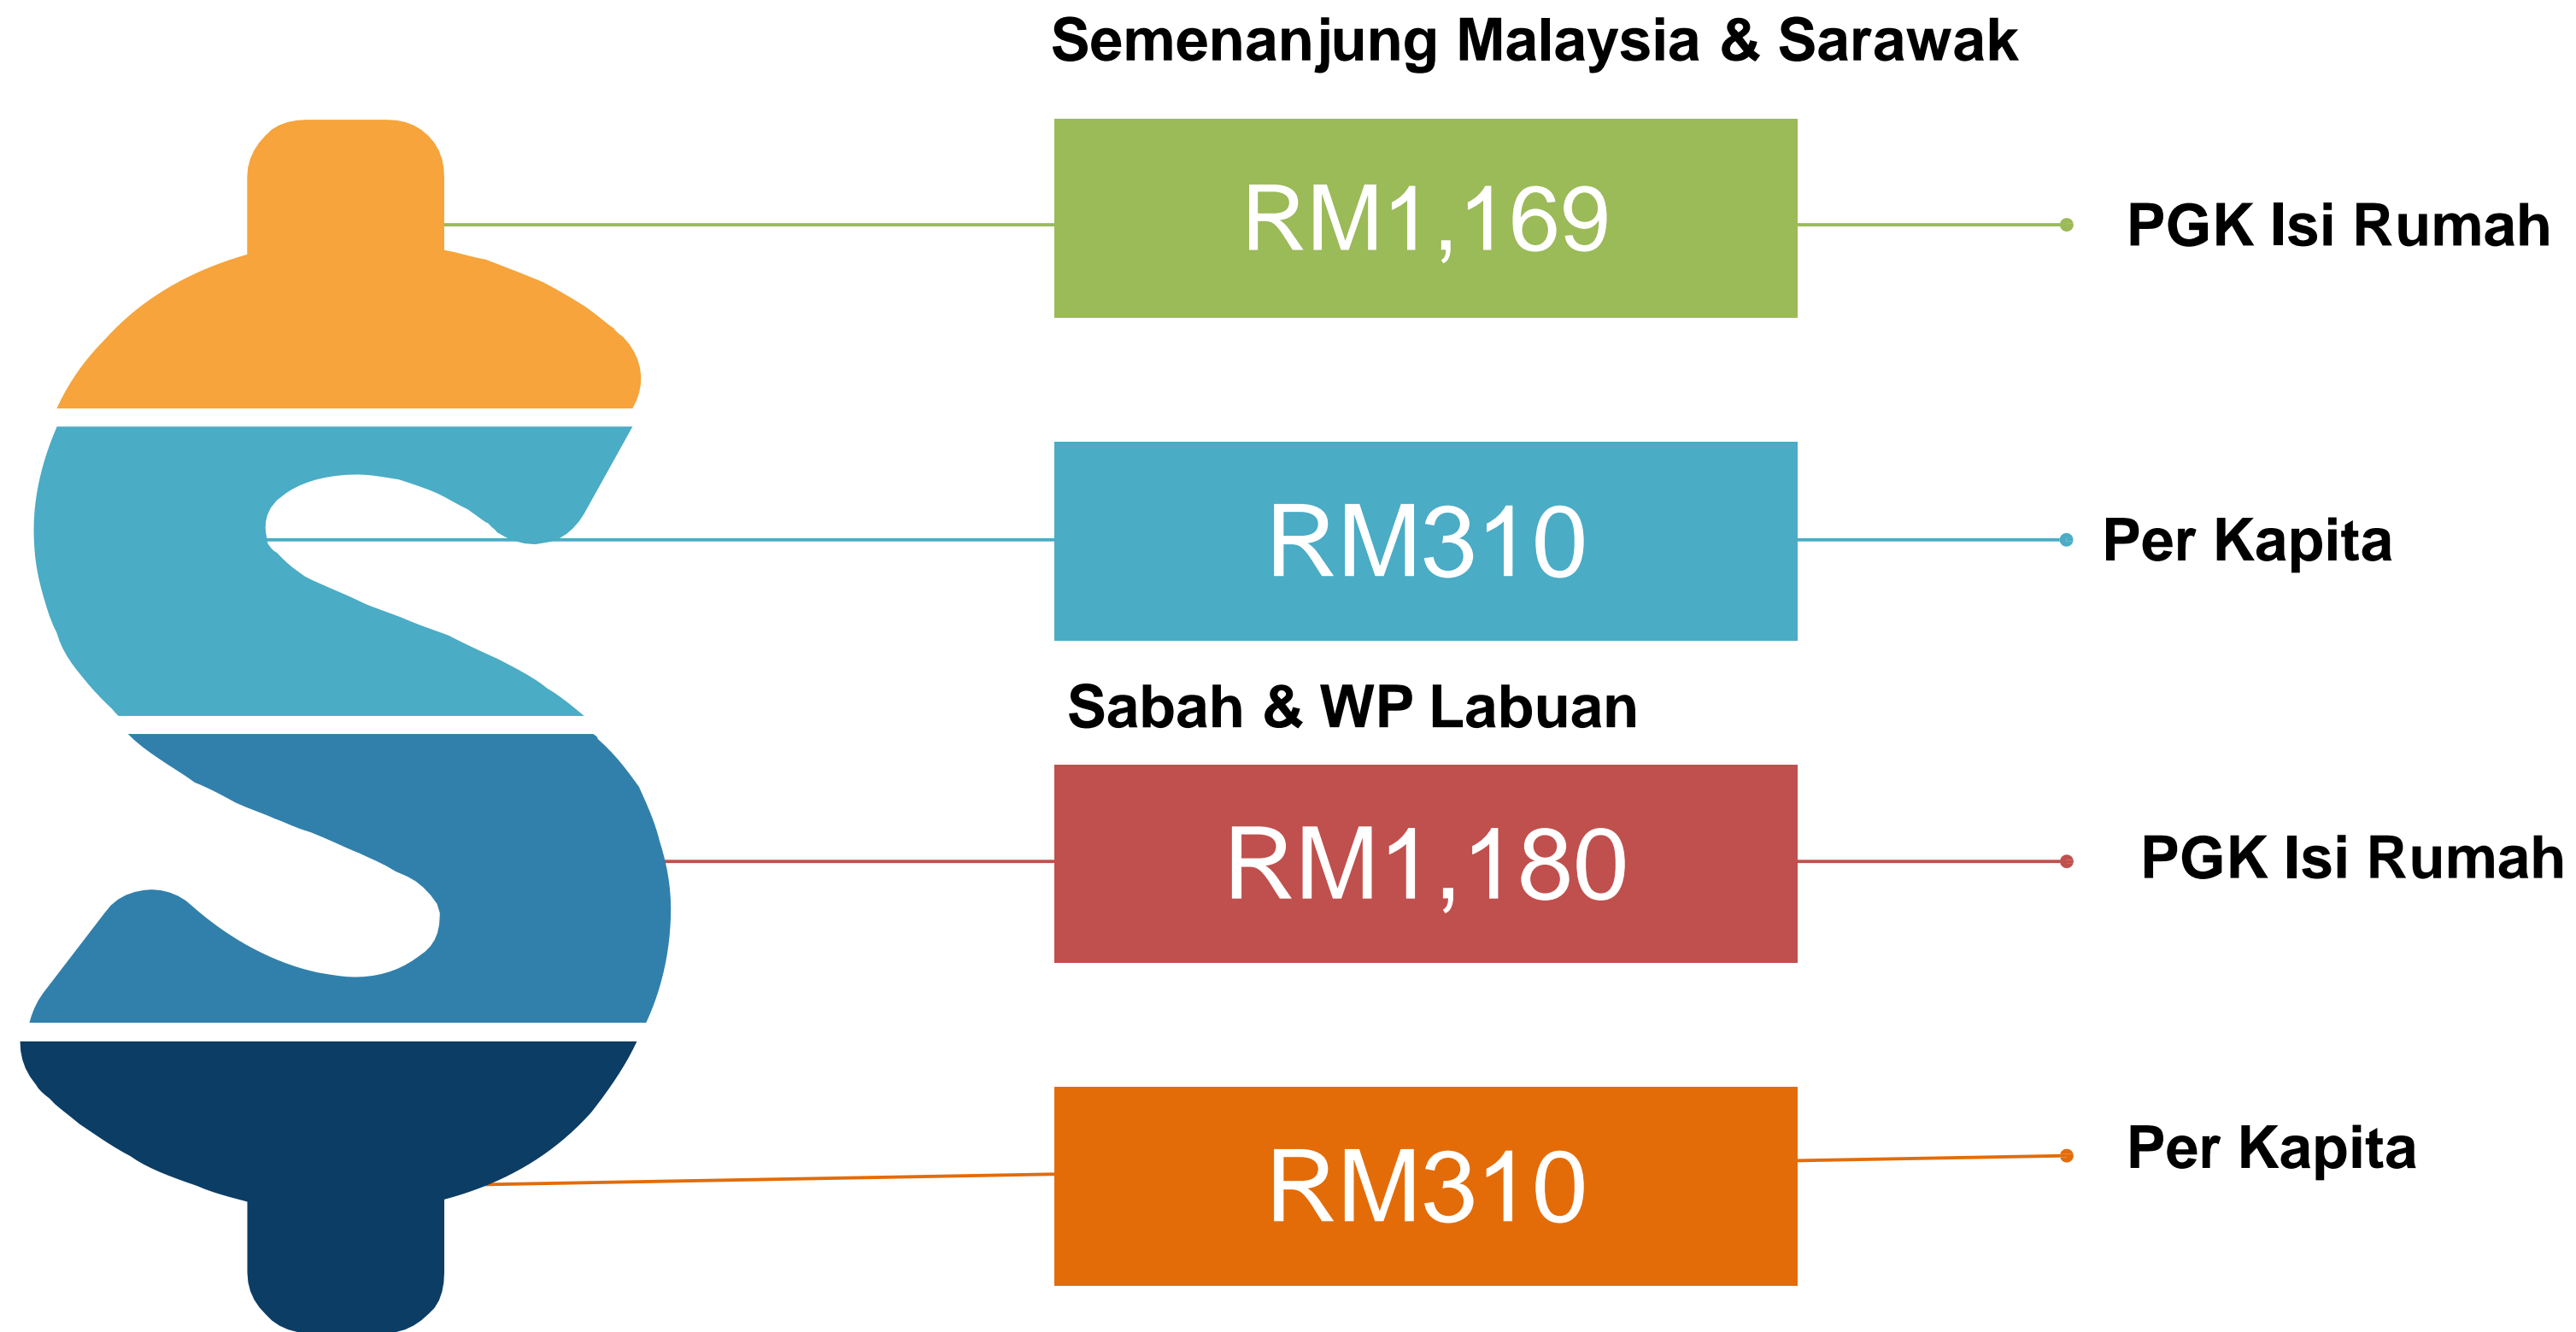 Semenanjung Malaysia & Sarawak
RM1,169
PGK Isi Rumah
RM310
Per Kapita
Sabah & WP Labuan
RM1,180
PGK Isi Rumah
RM310
Per Kapita